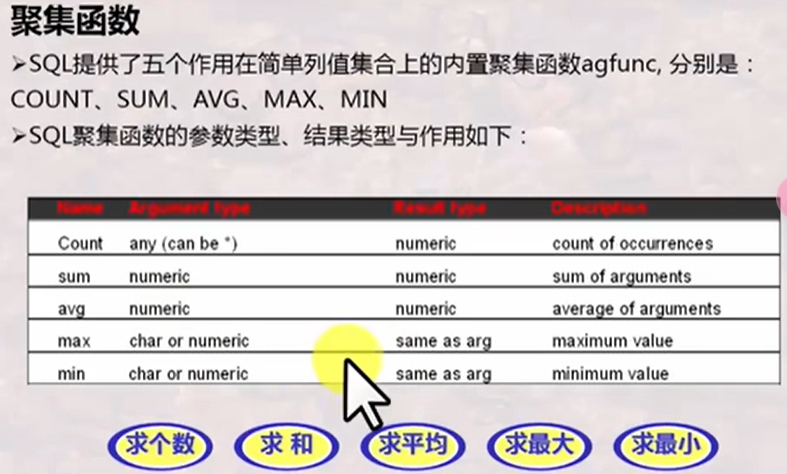 聚集函数
➢SQL提供了五个作用在简单列值集合上的内置聚集函数agfunc, 分别是：
COUNT、SUM、AVG、MAX、MIN
➢SQL聚集函数的参数类型、结果类型与作用如下：
Name Argument type Result type Description
Count any (can be *) numeric count of occurrences
sum numeric numeric sum of arguments
avg numeric numeric average of arguments
max char or numeric same as arg maximum value
min char or numeric same as arg minimum value
求个数 求 和 求平均 求最大 求最小